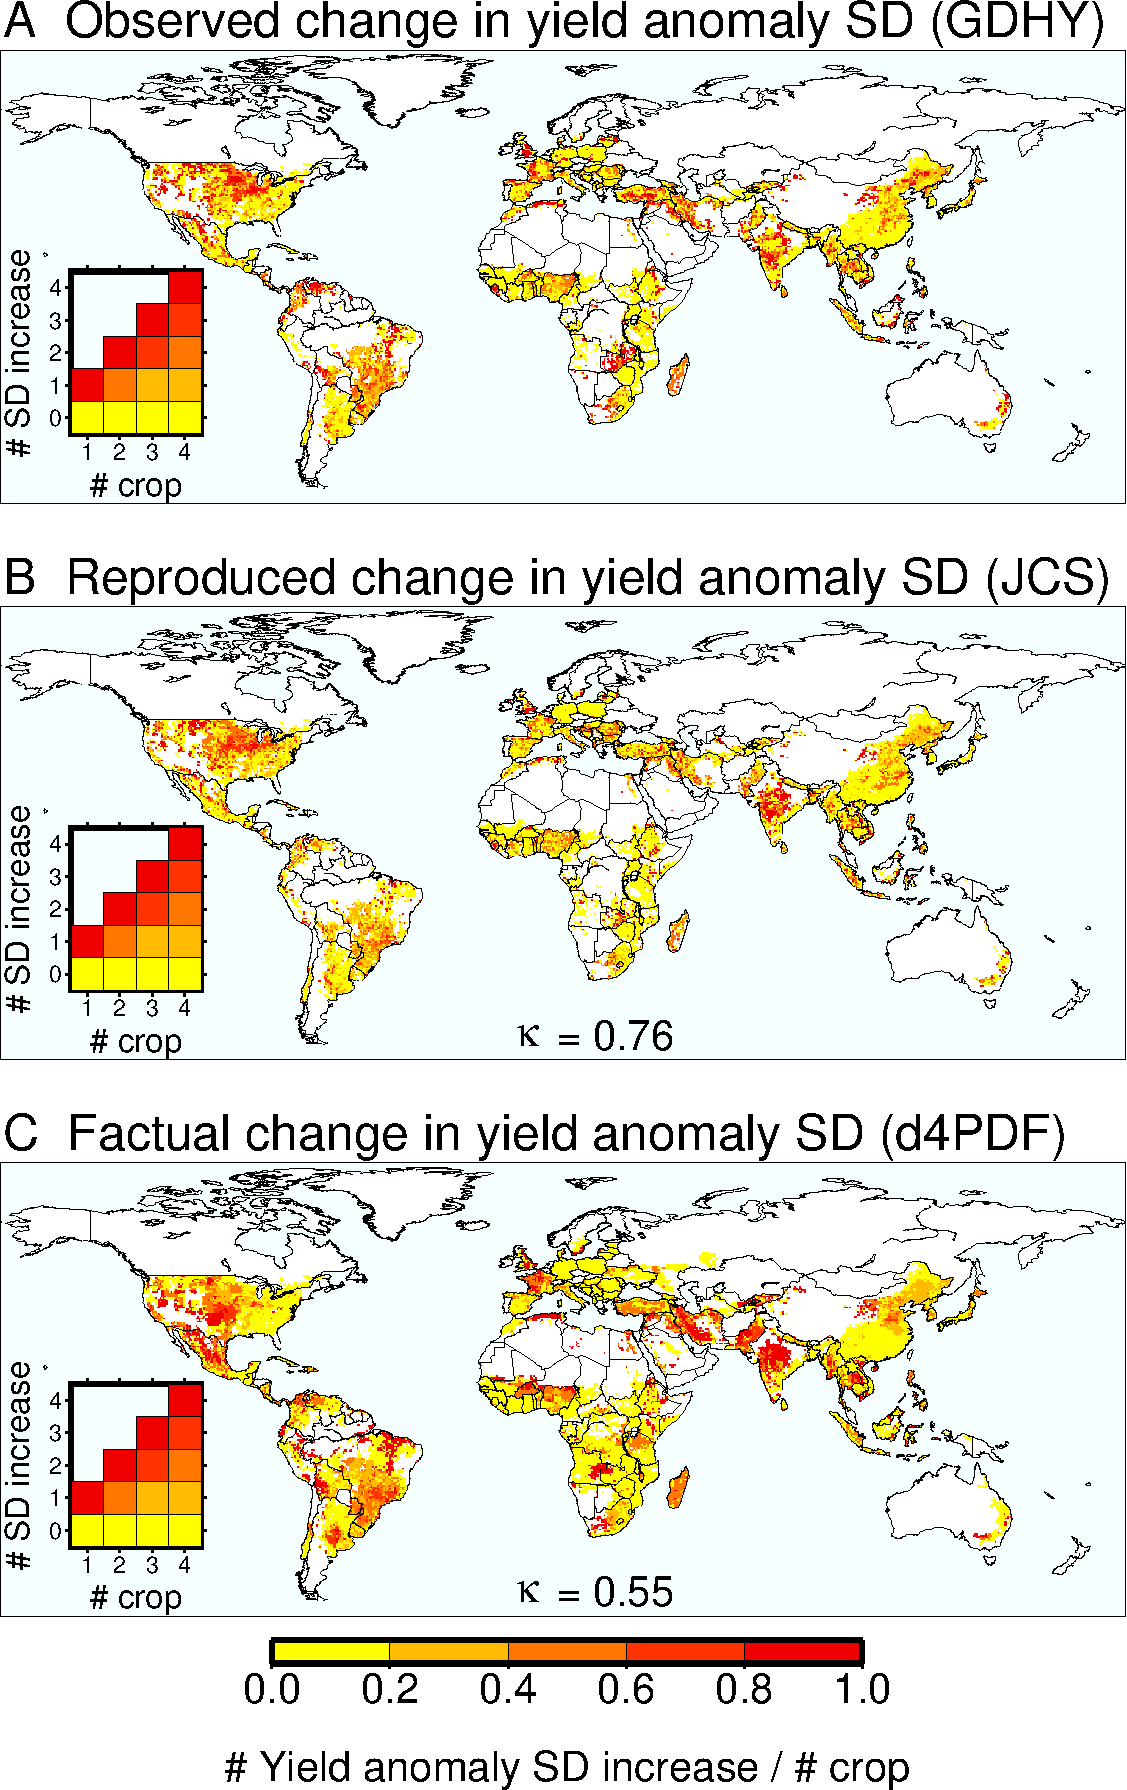 A Observed change in yield anomaly SD (GDHY)
# SD increase
4
3
2
1
0
1 2 3 4
# crop
B Reproduced change in yield anomaly SD (JCS)
# SD increase
4
3
2
1
0
1 2 3 4
# crop
κ = 0.76
C Factual change in yield anomaly SD (d4PDF)
# SD increase
4
3
2
1
0
1 2 3 4
# crop
κ = 0.55
0.0 0.2 0.4 0.6 0.8 1.0
# Yield anomaly SD increase / # crop